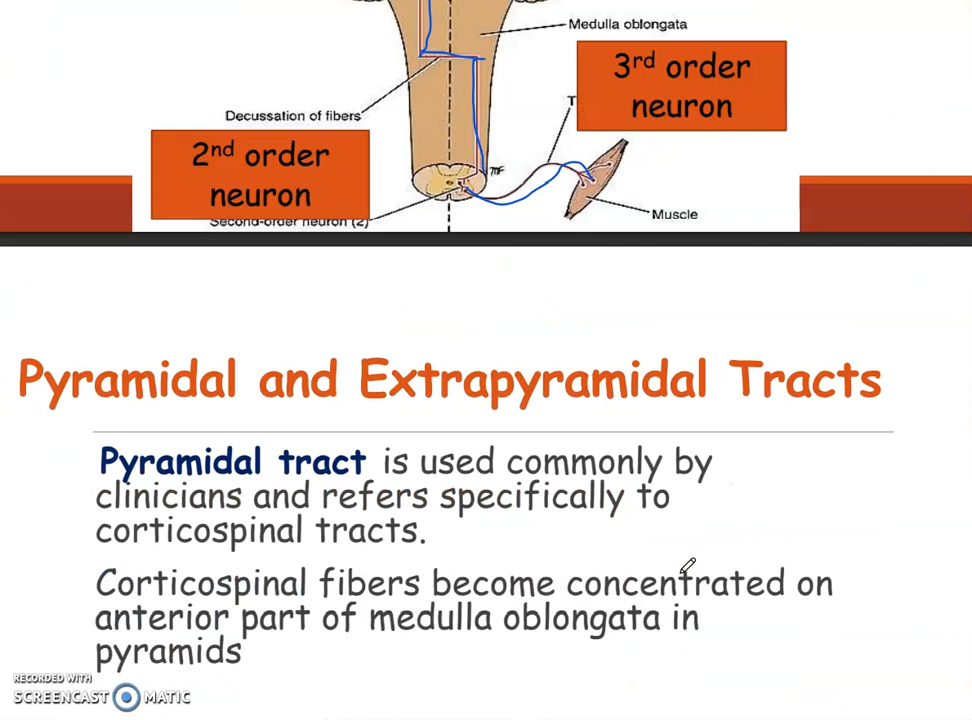 Medulla oblongata
3rd order
neuron
T
Decussation of fibers
2nd order
neuron
Second-order neuron (2)
Muscle
Pyramidal and Extrapyramidal Tracts
Pyramidal tract is used commonly by
clinicians and refers specifically to
corticospinal tracts.
Corticospinal fibers become concentrated on
anterior part of medulla oblongata in
pyramids
RECORDED WITH
SCREENCAST MATIC